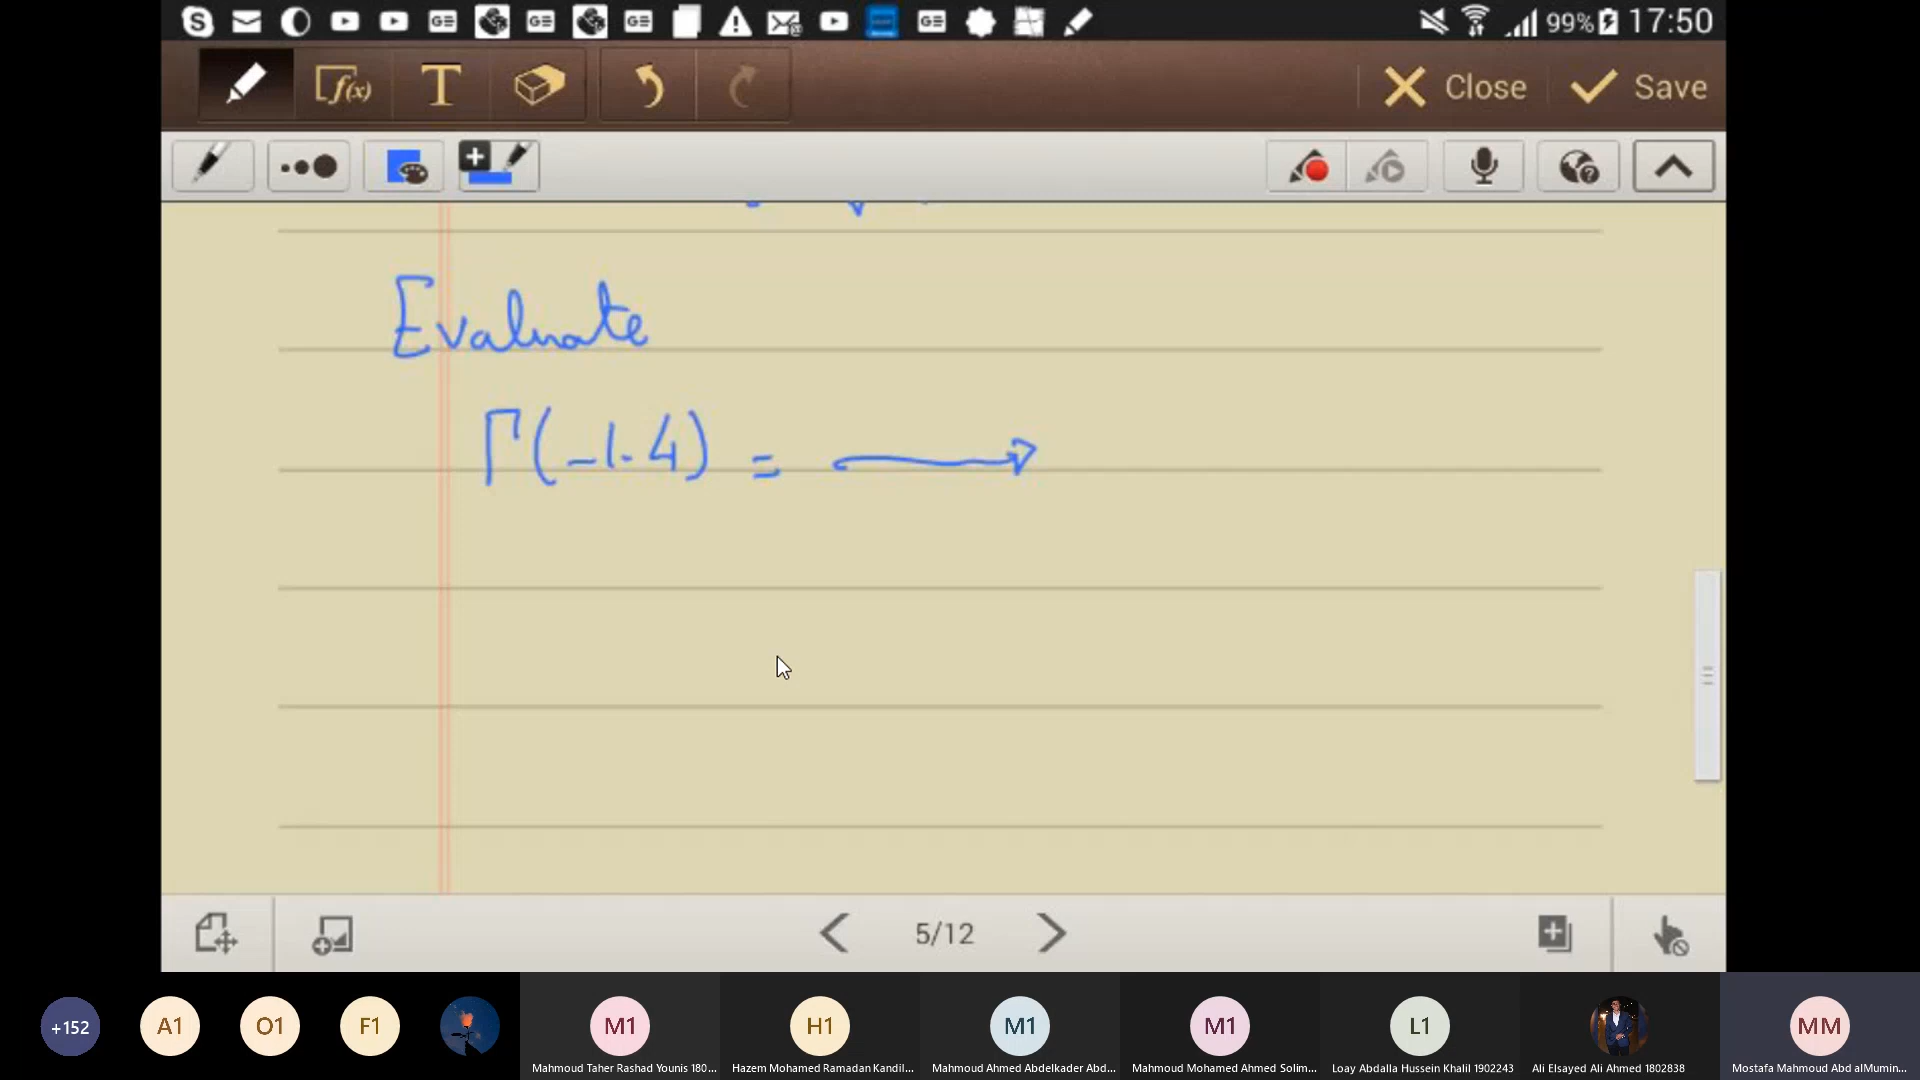 99% 17:50
T Close Save
Evaluate
Γ(-1.4) =
5/12
+152 A1 O1 F1 M1 H1 M1 M1 L1 MM
Mahmoud Taher Rashad Younis 180... Hazem Mohamed Ramadan Kandil... Mahmoud Ahmed Abdelkader Abd... Mahmoud Mohamed Ahmed Solim... Loay Abdalla Hussein Khalil 1902243 Ali Elsayed Ali Ahmed 1802838 Mostafa Mahmoud Abd alMumin...